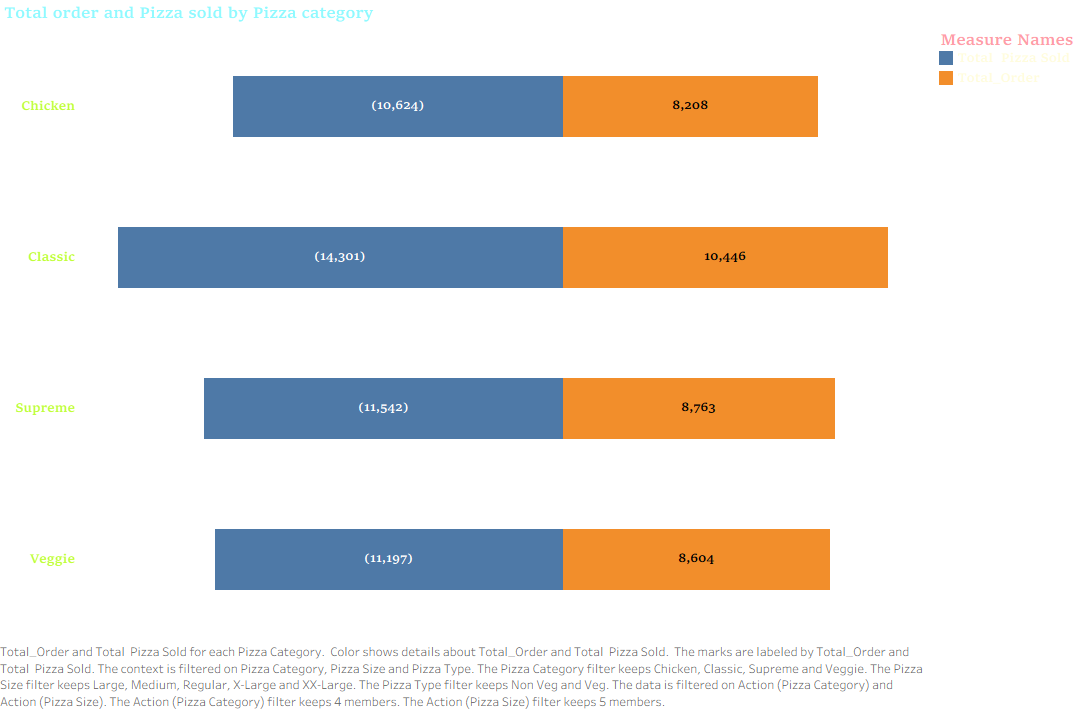 Total order and Pizza sold by Pizza category
Measure Names
Total Pizza Sold
Total_Order
Chicken
(10,624)
8,208
Classic
(14,301)
10,446
Supreme
(11,542)
8,763
Veggie
(11,197)
8,604
Total_Order and Total Pizza Sold for each Pizza Category. Color shows details about Total_Order and Total Pizza Sold. The marks are labeled by Total_Order and
Total Pizza Sold. The context is filtered on Pizza Category, Pizza Size and Pizza Type. The Pizza Category filter keeps Chicken, Classic, Supreme and Veggie. The Pizza
Size filter keeps Large, Medium, Regular, X-Large and XX-Large. The Pizza Type filter keeps Non Veg and Veg. The data is filtered on Action (Pizza Category) and
Action (Pizza Size). The Action (Pizza Category) filter keeps 4 members. The Action (Pizza Size) filter keeps 5 members.